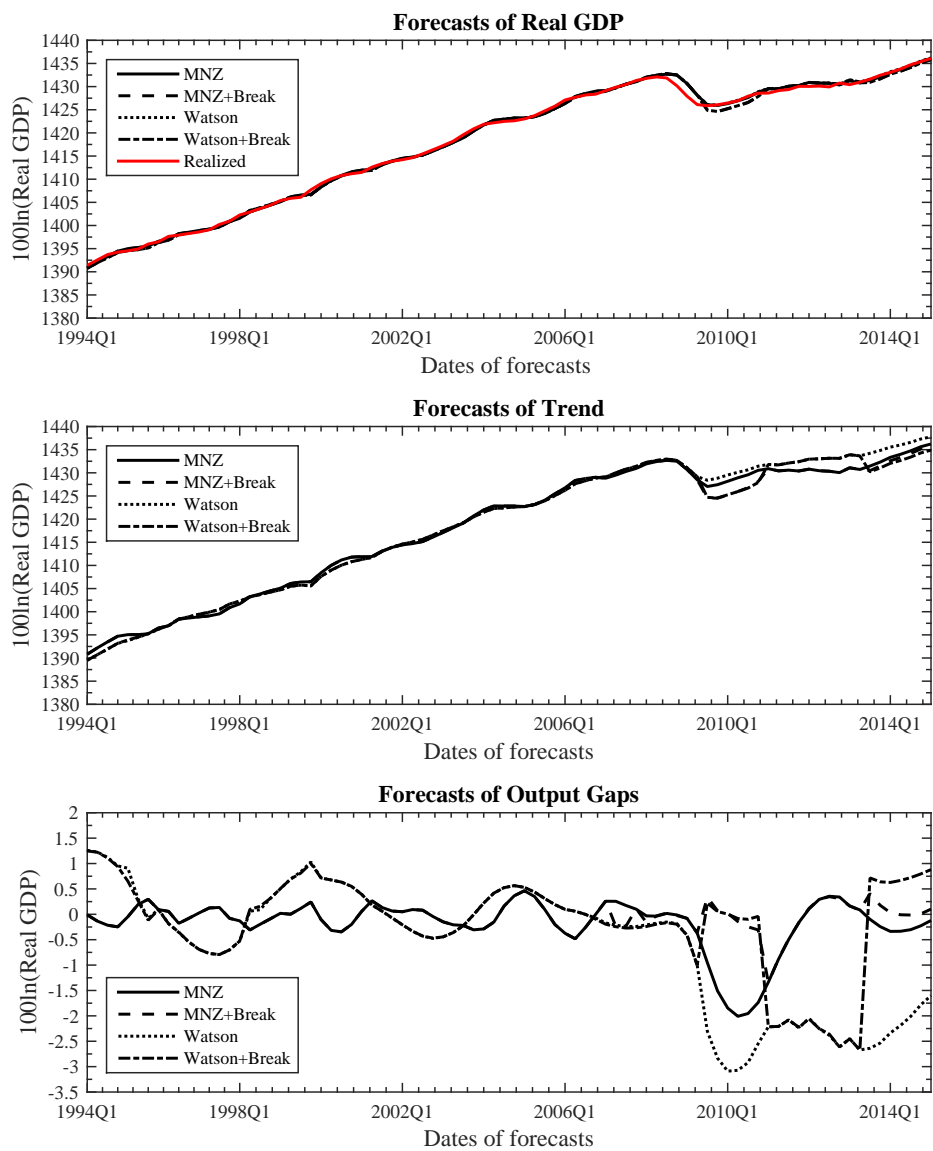 Forecasts of Real GDP
100ln(Real GDP)
1440
1435
1430
1425
1420
1415
1410
1405
1400
1395
1390
1385
1380
MNZ
MNZ+Break
Watson
Watson+Break
Realized
1994Q1 1998Q1 2002Q1 2006Q1 2010Q1 2014Q1
Dates of forecasts
Forecasts of Trend
100ln(Real GDP)
1440
1435
1430
1425
1420
1415
1410
1405
1400
1395
1390
1385
1380
MNZ
MNZ+Break
Watson
Watson+Break
1994Q1 1998Q1 2002Q1 2006Q1 2010Q1 2014Q1
Dates of forecasts
Forecasts of Output Gaps
100ln(Real GDP)
2
1.5
1
0.5
0
-0.5
-1
-1.5
-2
-2.5
-3
-3.5
MNZ
MNZ+Break
Watson
Watson+Break
1994Q1 1998Q1 2002Q1 2006Q1 2010Q1 2014Q1
Dates of forecasts